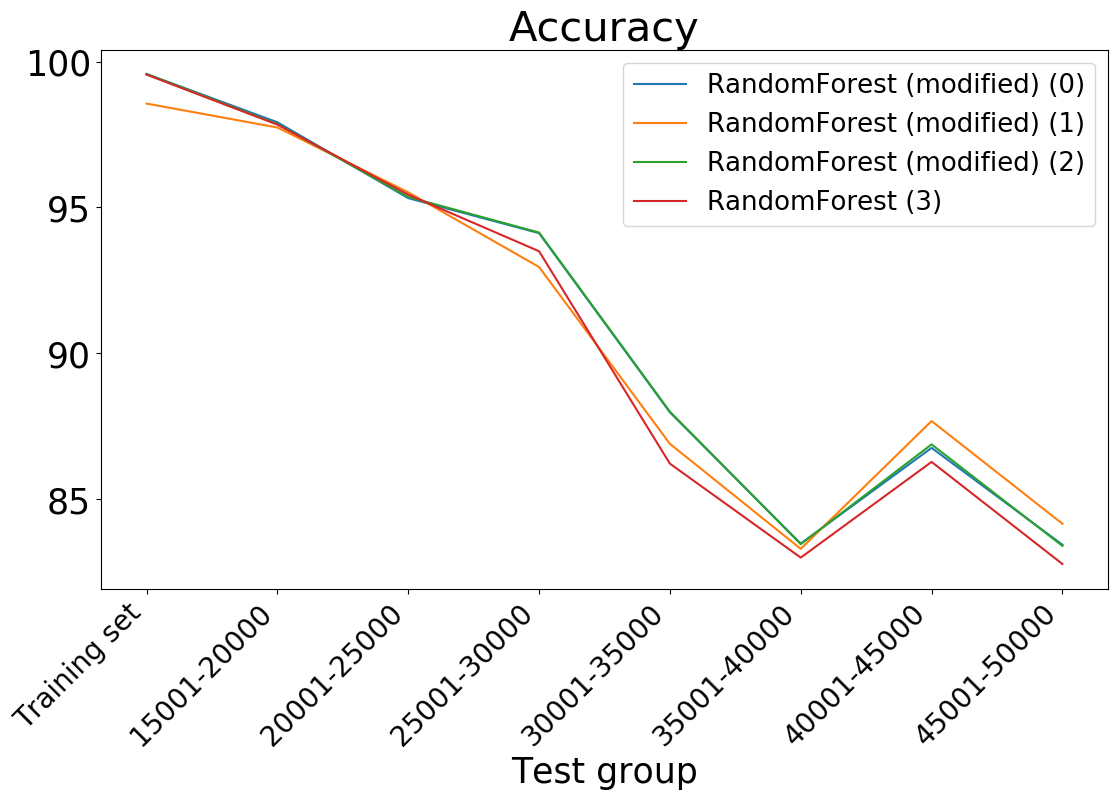 Accuracy
100
95
90
85
RandomForest (modified) (0)
RandomForest (modified) (1)
RandomForest (modified) (2)
RandomForest (3)
Training set
15001-20000
20001-25000
25001-30000
30001-35000
35001-40000
40001-45000
45001-50000
Test group